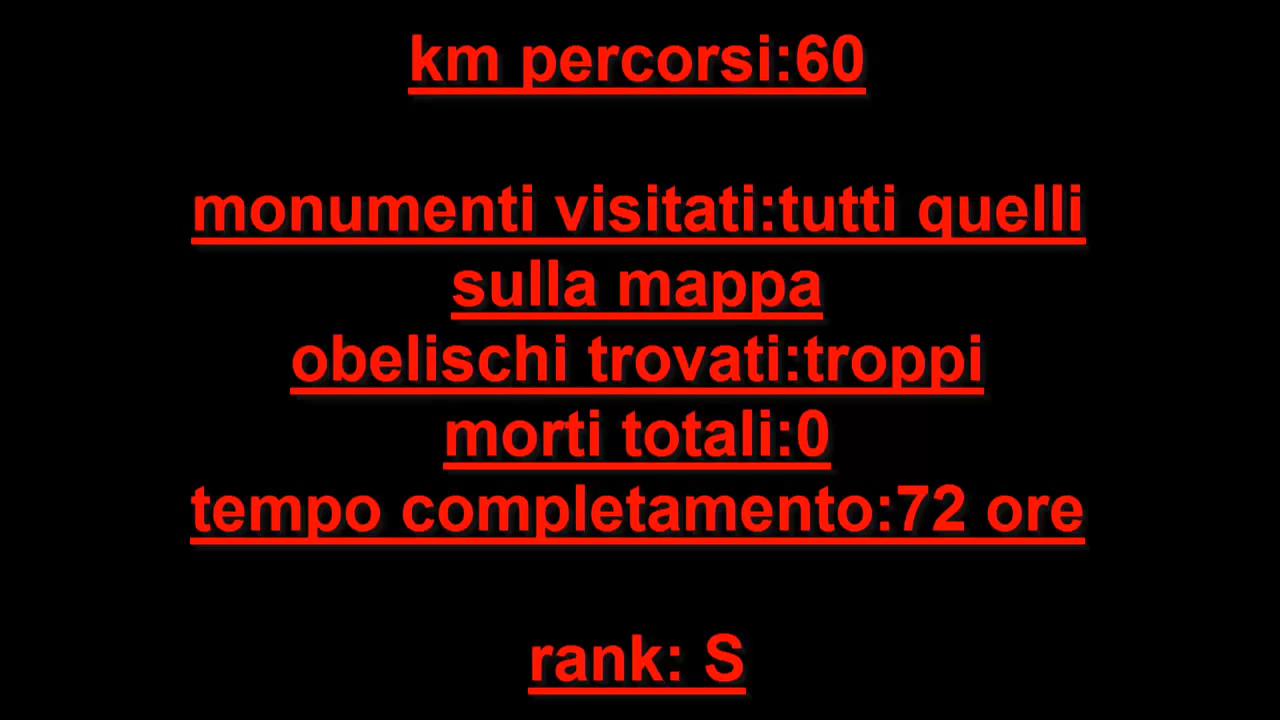 km percorsi:60
monumenti visitati:tutti quelli
sulla mappa
obelischi trovati:troppi
morti totali:0
tempo completamento:72 ore
rank: S